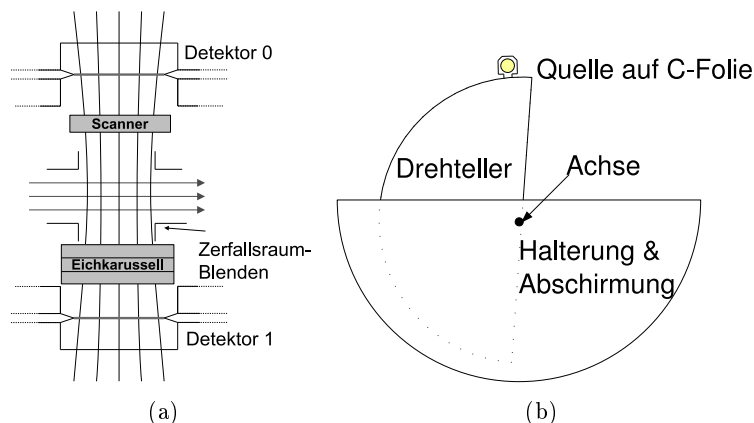 Detektor 0
Scanner
Zerfallsraum-
Blenden
Eichkarussell
Detektor 1
(a)
Quelle auf C-Folie
Drehteller
Achse
Halterung &
Abschirmung
(b)